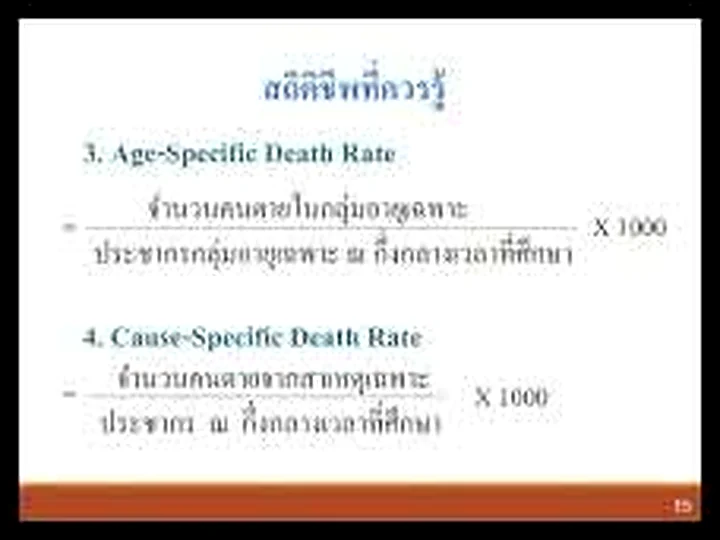 สถิติชีพที่ควรรู้
3. Age-Specific Death Rate
= จำนวนคนตายในกลุ่มอายุเฉพาะ X 1000
ประชากรกลุ่มอายุเฉพาะ ณ กึ่งกลางเวลาที่ศึกษา
4. Cause-Specific Death Rate
= จำนวนคนตายจากสาเหตุเฉพาะ X 1000
ประชากร ณ กึ่งกลางเวลาที่ศึกษา
15